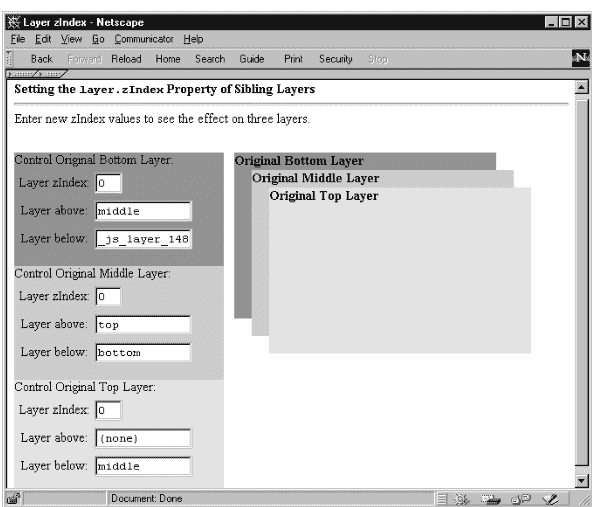 Layer zIndex - Netscape
File Edit View Go Communicator Help
Back Forward Reload Home Search Guide Print Security Stop
N
Setting the layer.zIndex Property of Sibling Layers
Enter new zIndex values to see the effect on three layers.
Control Original Bottom Layer:
Layer zIndex: 0
Layer above: middle
Layer below: _js_layer_148
Control Original Middle Layer:
Layer zIndex: 0
Layer above: top
Layer below: bottom
Control Original Top Layer:
Layer zIndex: 0
Layer above: (none)
Layer below: middle
Original Bottom Layer
Original Middle Layer
Original Top Layer
Document: Done